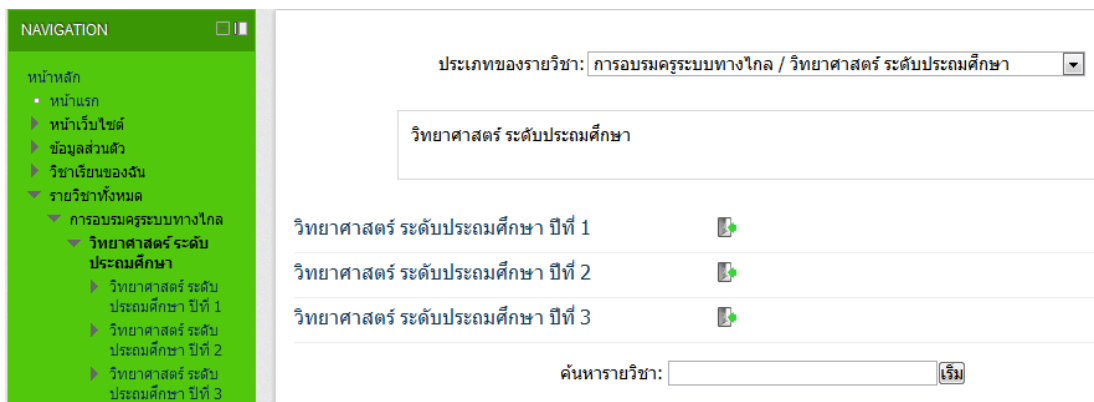 NAVIGATION
หน้าหลัก
หน้าแรก
หน้าเว็บไซต์
ข้อมูลส่วนตัว
วิชาเรียนของฉัน
รายวิชาทั้งหมด
การอบรมครูระบบทางไกล
วิทยาศาสตร์ ระดับ
ประถมศึกษา
วิทยาศาสตร์ ระดับ
ประถมศึกษา ปีที่ 1
วิทยาศาสตร์ ระดับ
ประถมศึกษา ปีที่ 2
วิทยาศาสตร์ ระดับ
ประถมศึกษา ปีที่ 3
ประเภทของรายวิชา: การอบรมครูระบบทางไกล / วิทยาศาสตร์ ระดับประถมศึกษา
วิทยาศาสตร์ ระดับประถมศึกษา
วิทยาศาสตร์ ระดับประถมศึกษา ปีที่ 1
วิทยาศาสตร์ ระดับประถมศึกษา ปีที่ 2
วิทยาศาสตร์ ระดับประถมศึกษา ปีที่ 3
ค้นหารายวิชา: เริ่ม